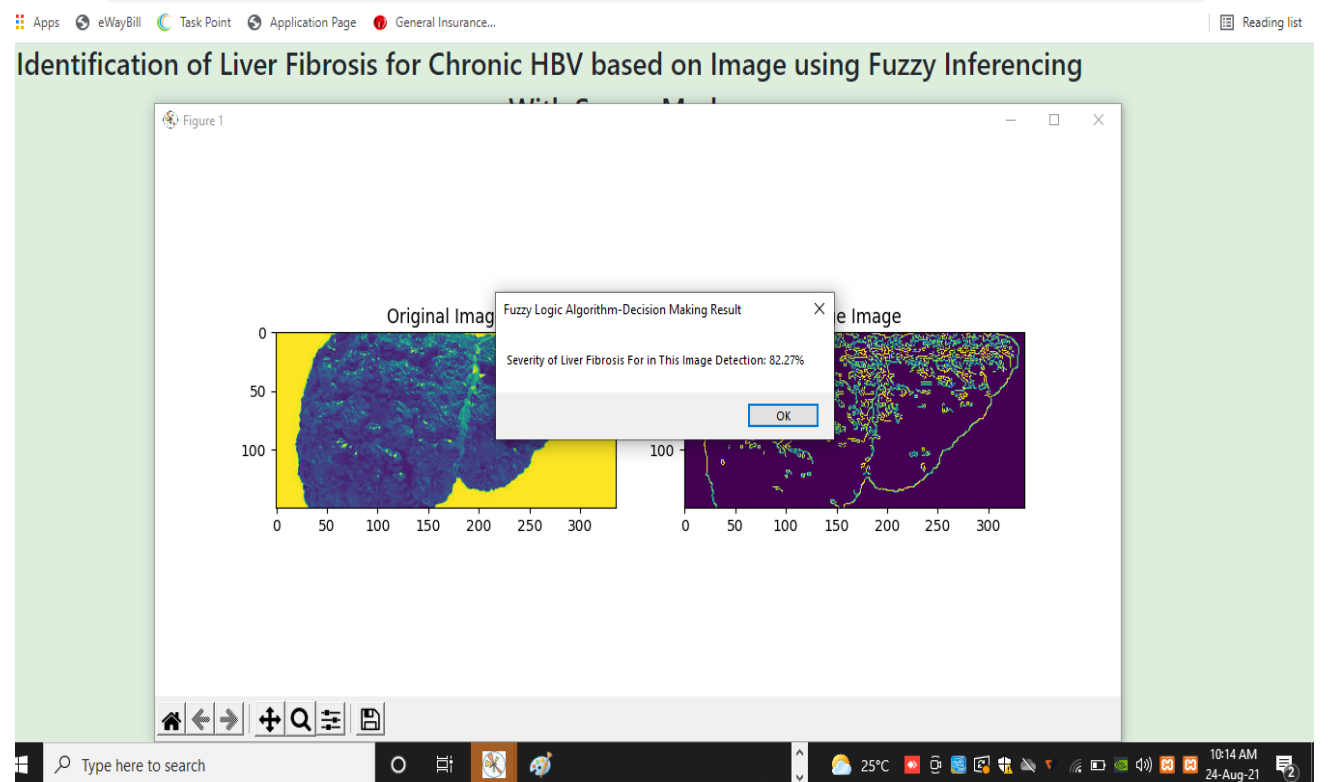 Apps eWayBill Task Point Application Page General Insurance... Reading list
Identification of Liver Fibrosis for Chronic HBV based on Image using Fuzzy Inferencing
Figure 1
Original Imag
e Image
Fuzzy Logic Algorithm-Decision Making Result
Severity of Liver Fibrosis For in This Image Detection: 82.27%
OK
0
50
100
0 50 100 150 200 250 300
100
0 50 100 150 200 250 300
Type here to search
25°C
10:14 AM
24-Aug-21
2